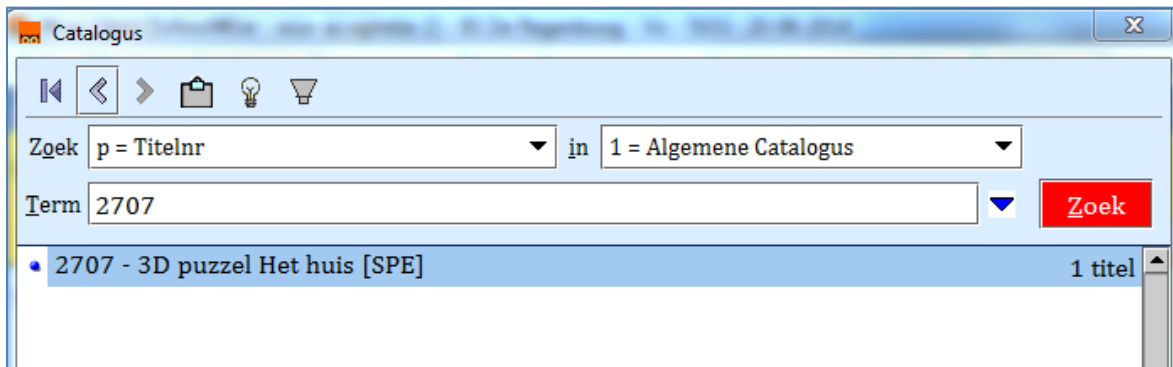 Catalogus
Zoek p = Titelnr in 1 = Algemene Catalogus
Term 2707 Zoek
2707 - 3D puzzel Het huis [SPE] 1 titel